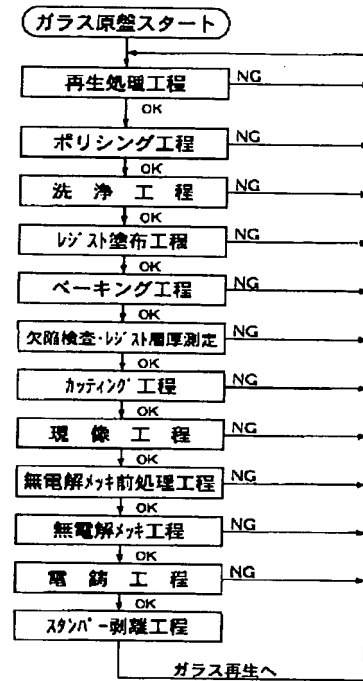 ガラス原盤スタート
再生処理工程
NG
OK
ポリシング工程
NG
OK
洗浄工程
NG
OK
レジスト塗布工程
NG
OK
ベーキング工程
NG
OK
欠陥検査・レジスト層厚測定
NG
OK
カッティング工程
NG
OK
現像工程
NG
OK
無電解メッキ前処理工程
NG
OK
無電解メッキ工程
NG
OK
電鋳工程
NG
OK
スタンパー剥離工程
ガラス再生へ